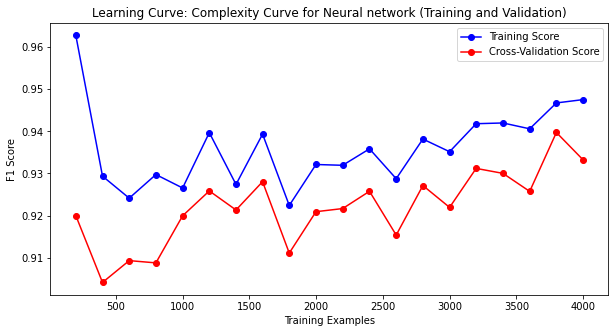 Learning Curve: Complexity Curve for Neural network (Training and Validation)
Training Score
Cross-Validation Score
F1 Score
0.96
0.95
0.94
0.93
0.92
0.91
500 1000 1500 2000 2500 3000 3500 4000
Training Examples